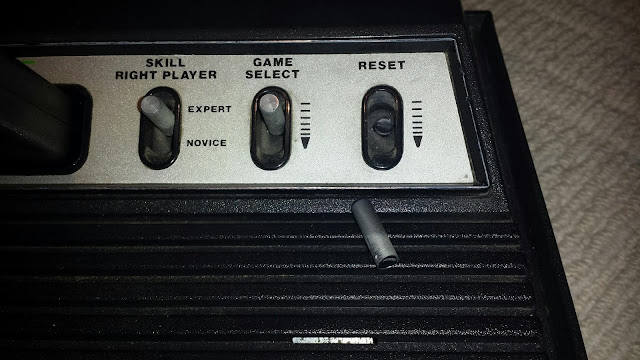 SKILL
RIGHT PLAYER
EXPERT
NOVICE
GAME
SELECT
RESET